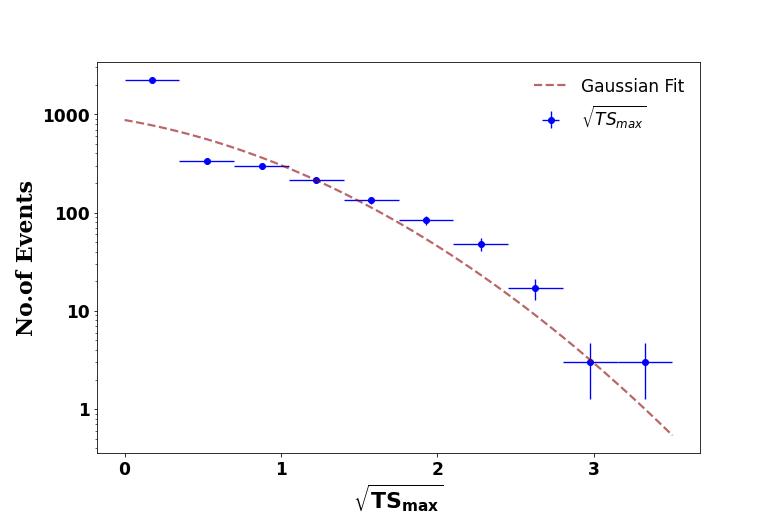 Gaussian Fit
√TSmax
1000
100
10
1
No.of Events
0 1 2 3
√TSmax